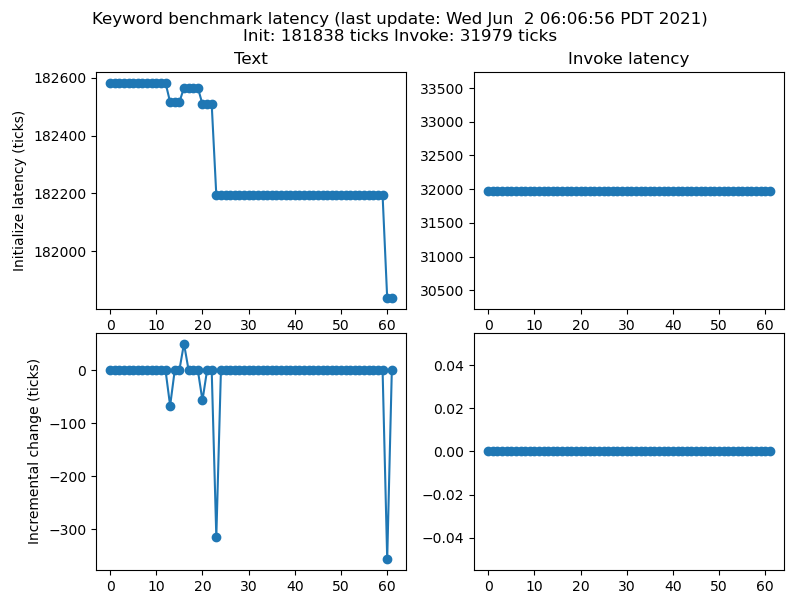 Keyword benchmark latency (last update: Wed Jun  2 06:06:56 PDT 2021)
Init: 181838 ticks Invoke: 31979 ticks
Text
Invoke latency
Initialize latency (ticks)
182600
182400
182200
182000
0 10 20 30 40 50 60
33500
33000
32500
32000
31500
31000
30500
0 10 20 30 40 50 60
Incremental change (ticks)
0
−100
−200
−300
0 10 20 30 40 50 60
0.04
0.02
0.00
−0.02
−0.04
0 10 20 30 40 50 60